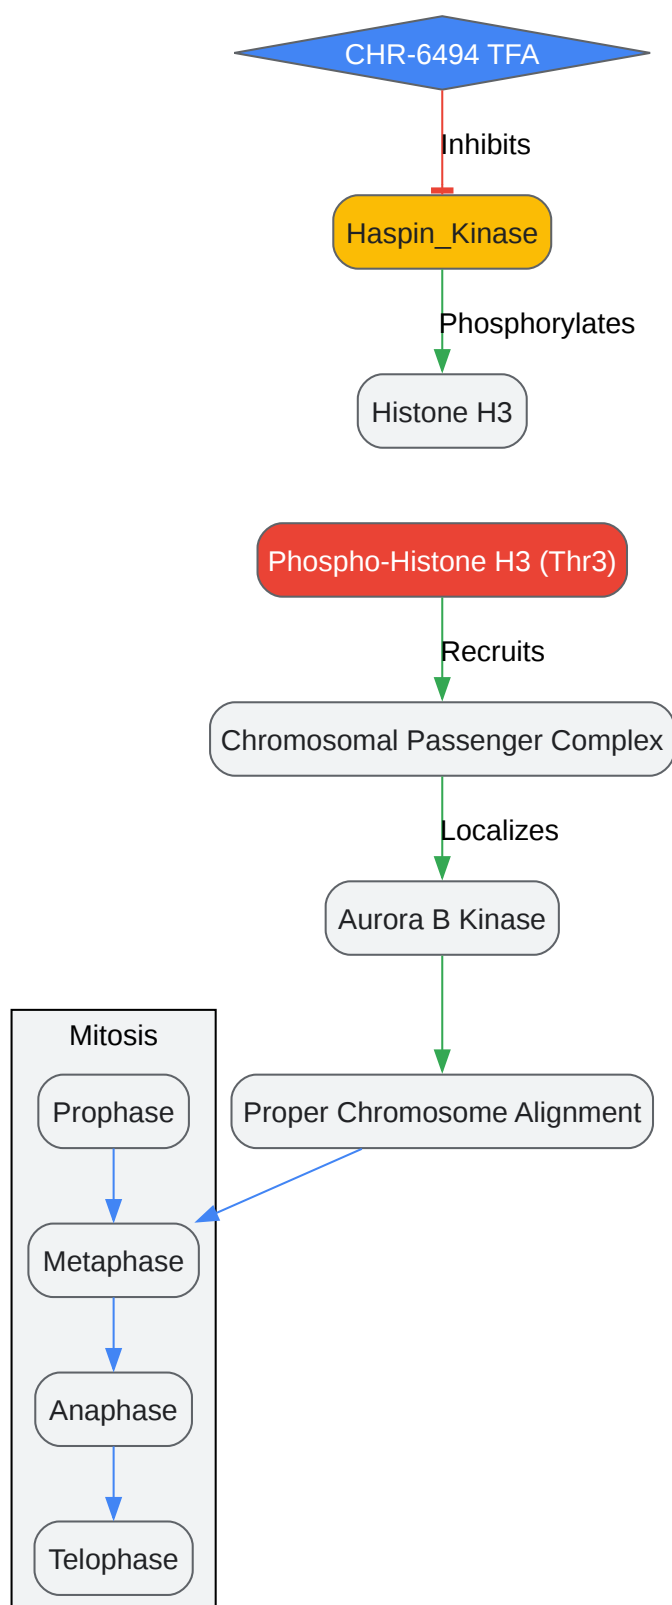 CHR-6494 TFA
Inhibits
Haspin_Kinase
Phosphorylates
Histone H3
Phospho-Histone H3 (Thr3)
Recruits
Chromosomal Passenger Complex
Localizes
Aurora B Kinase
Mitosis
Prophase
Proper Chromosome Alignment
Metaphase
Anaphase
Telophase